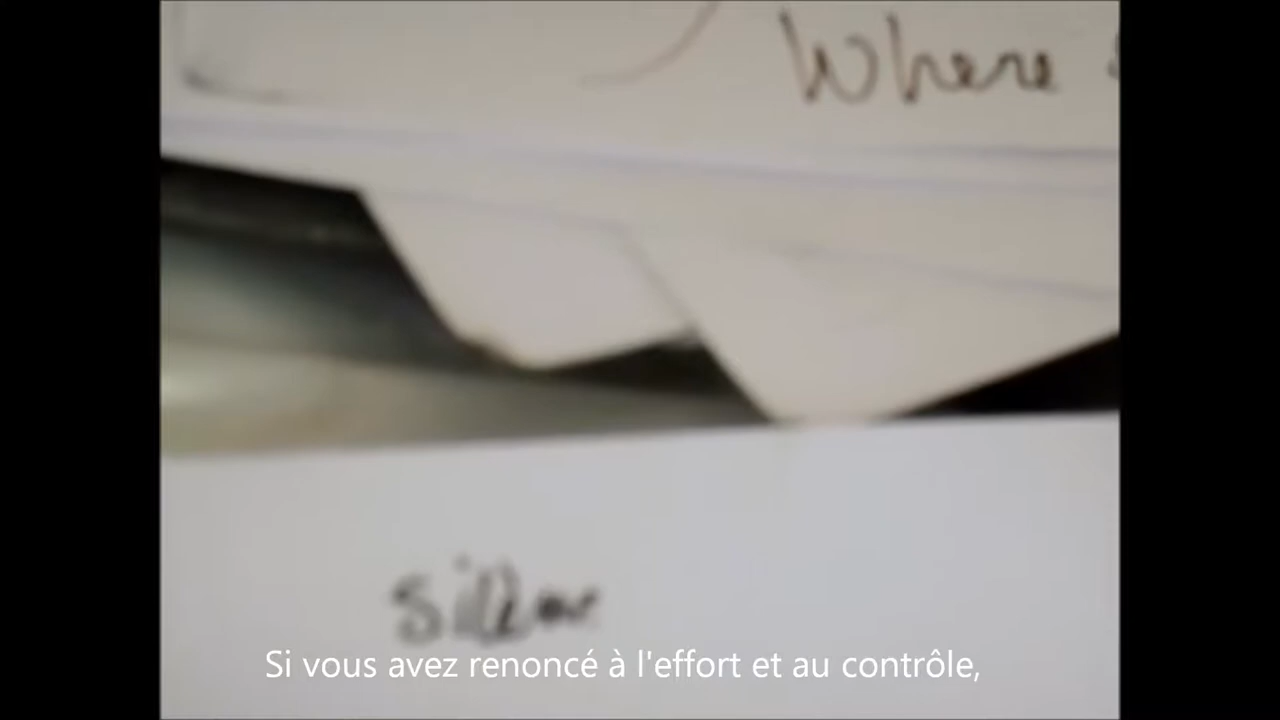 Where
Si vous avez renoncé à l'effort et au contrôle,